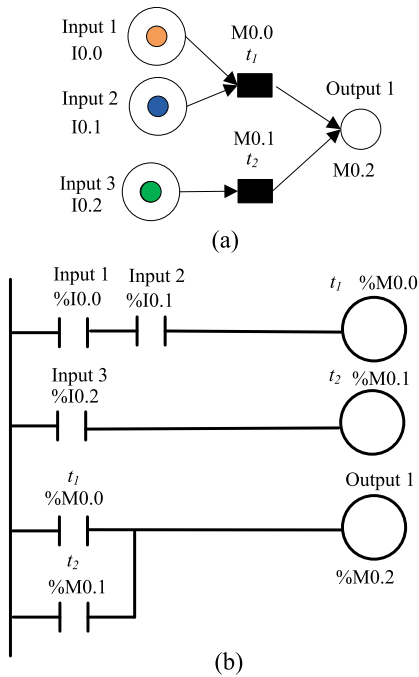 Input 1
I0.0
M0.0
t1
Input 2
I0.1
Output 1
M0.1
t2
M0.2
Input 3
I0.2
(a)
Input 1
%I0.0
Input 2
%I0.1
t1 %M0.0
Input 3
%I0.2
t2 %M0.1
t1
%M0.0
Output 1
t2
%M0.1
%M0.2
(b)